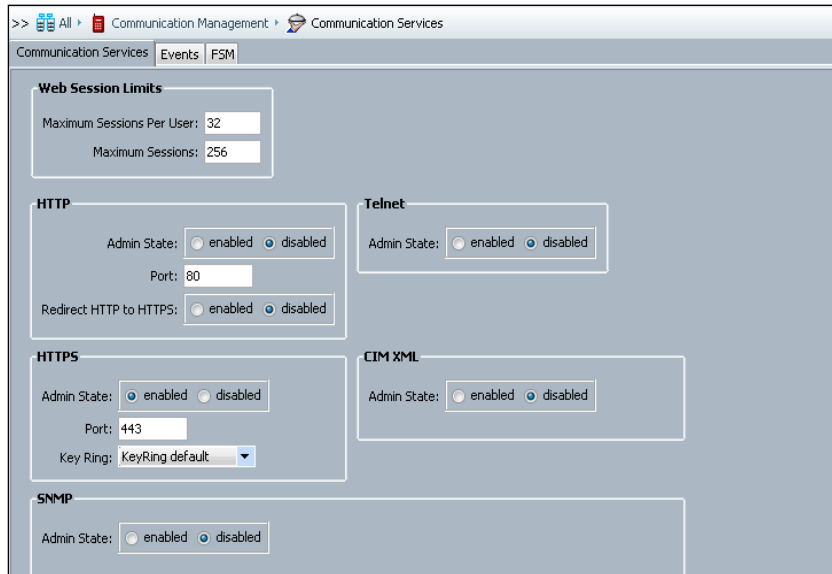 >> All Communication Management Communication Services
Communication Services Events FSM
Web Session Limits
Maximum Sessions Per User: 32
Maximum Sessions: 256
HTTP
Admin State: enabled disabled
Port: 80
Redirect HTTP to HTTPS: enabled disabled
Telnet
Admin State: enabled disabled
HTTPS
Admin State: enabled disabled
Port: 443
Key Ring: KeyRing default
CIM XML
Admin State: enabled disabled
SNMP
Admin State: enabled disabled